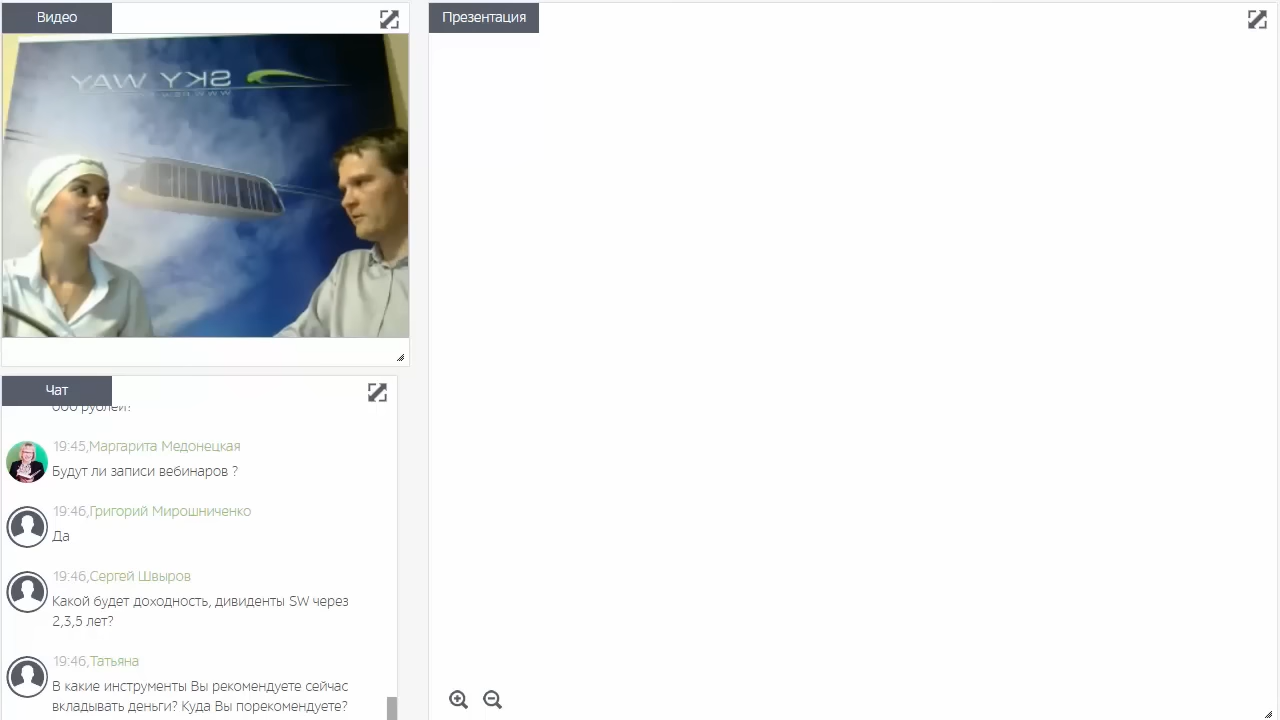 Видео
SKY WAY
Презентация
Чат
000 рублей?
19:45,Маргарита Медонецкая
Будут ли записи вебинаров ?
19:46,Григорий Мирошниченко
Да
19:46,Сергей Швыров
Какой будет доходность, дивиденты SW через
2,3,5 лет?
19:46,Татьяна
В какие инструменты Вы рекомендуете сейчас
вкладывать деньги? Куда Вы порекомендуете?